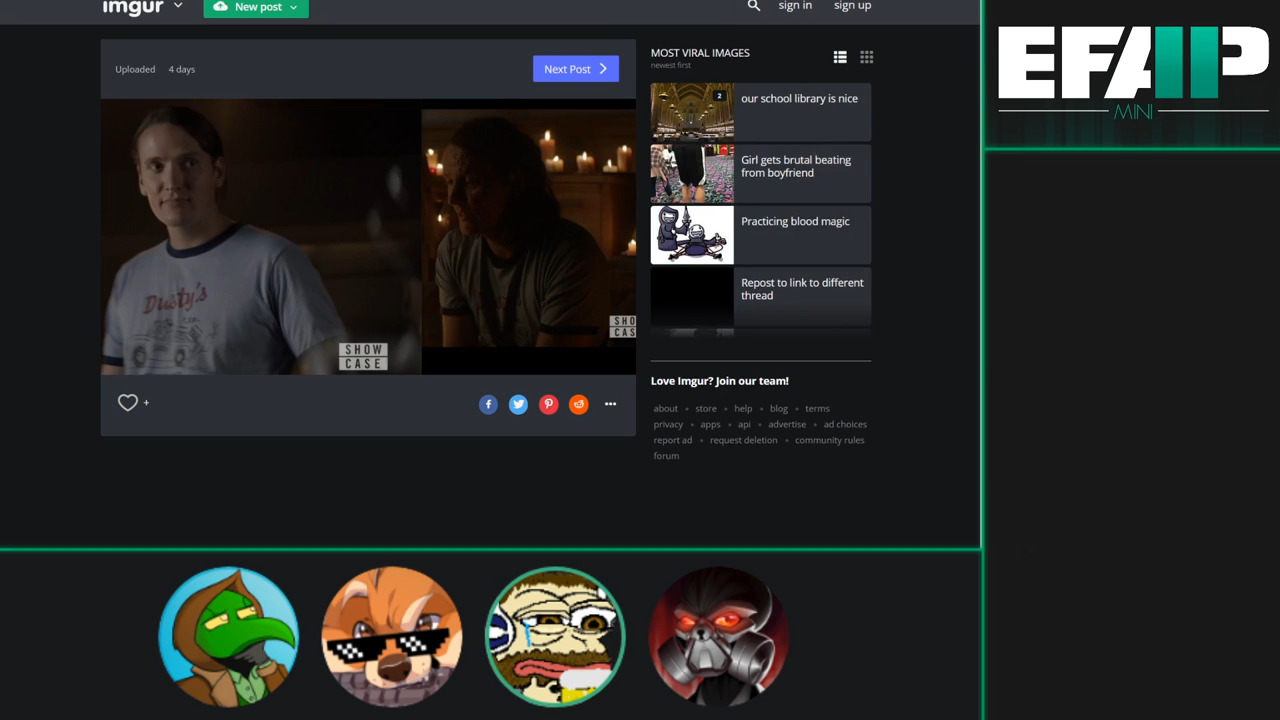 imgur
New post
sign in
sign up
EFAP
MINI
Uploaded 4 days
Next Post
MOST VIRAL IMAGES
newest first
2
our school library is nice
Girl gets brutal beating
from boyfriend
Practicing blood magic
Repost to link to different
thread
Dusty's
SHOW
CASE
SHO
CAS
+
Love Imgur? Join our team!
about • store • help • blog • terms
privacy • apps • api • advertise • ad choices
report ad • request deletion • community rules
forum